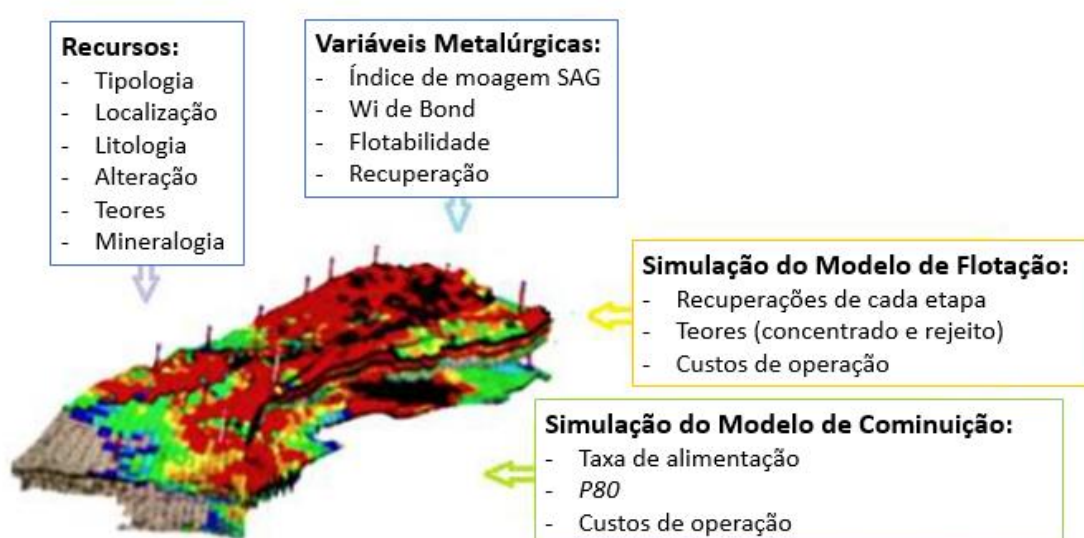 Recursos:
- Tipologia
- Localização
- Litologia
- Alteração
- Teores
- Mineralogia
Variáveis Metalúrgicas:
- Índice de moagem SAG
- Wi de Bond
- Flotabilidade
- Recuperação
Simulação do Modelo de Flotação:
- Recuperações de cada etapa
- Teores (concentrado e rejeito)
- Custos de operação
Simulação do Modelo de Cominuição:
- Taxa de alimentação
- P80
- Custos de operação